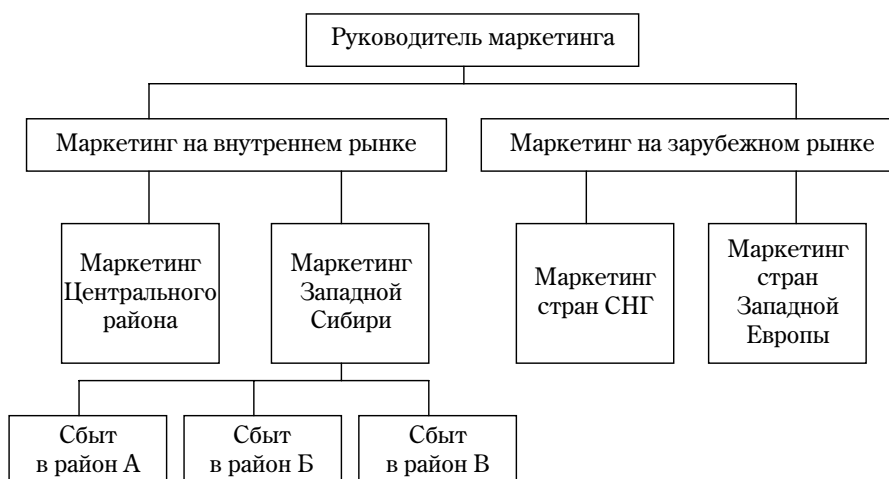 Руководитель маркетинга
Маркетинг на внутреннем рынке
Маркетинг на зарубежном рынке
Маркетинг
Центрального
района
Маркетинг
Западной
Сибири
Маркетинг
стран СНГ
Маркетинг
стран
Западной
Европы
Сбыт
в район А
Сбыт
в район Б
Сбыт
в район В